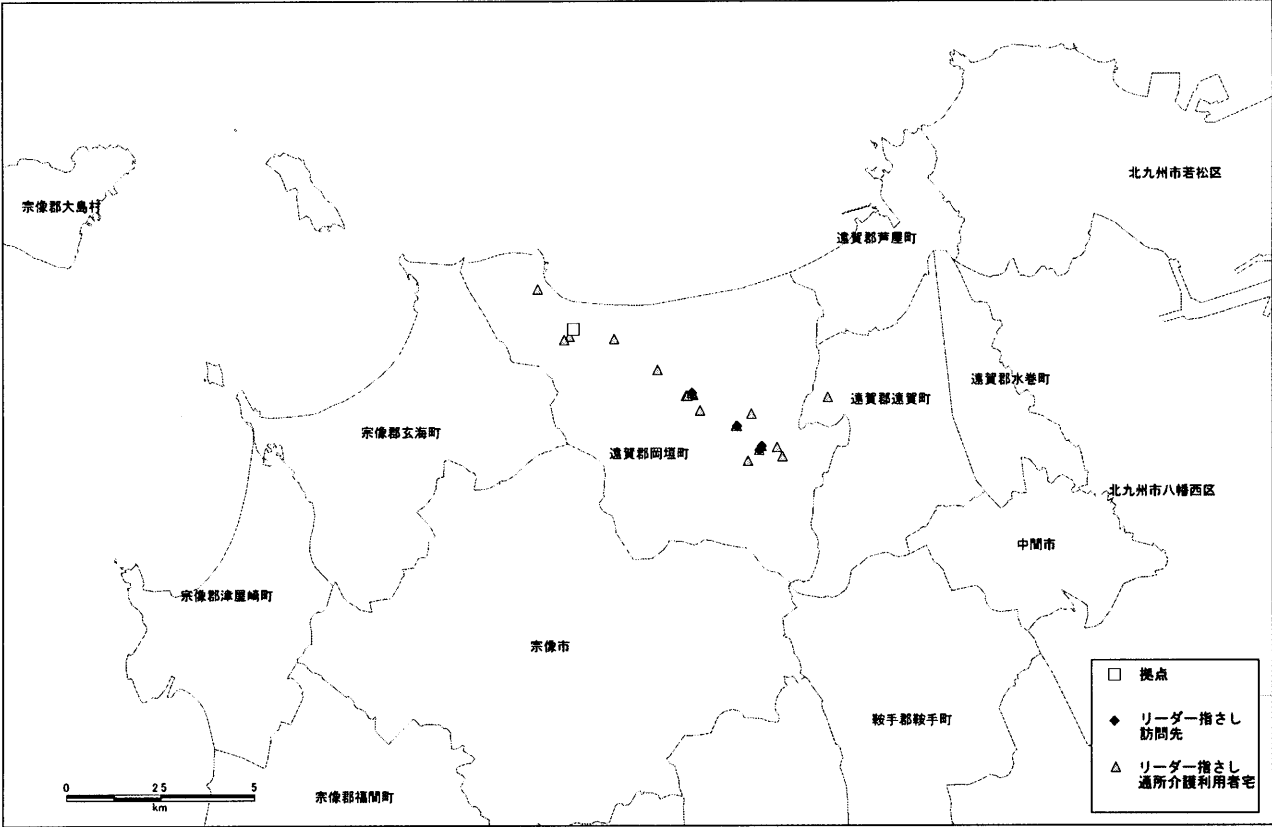 北九州市若松区
宗像郡大島村
遠賀郡芦屋町
遠賀郡水巻町
遠賀郡遠賀町
宗像郡玄海町
遠賀郡岡垣町
北九州市八幡西区
中間市
宗像郡津屋崎町
宗像市
鞍手郡鞍手町
宗像郡福間町
拠点
リーダー指さし
訪問先
リーダー指さし
通所介護利用者宅
0 2 5 5
km